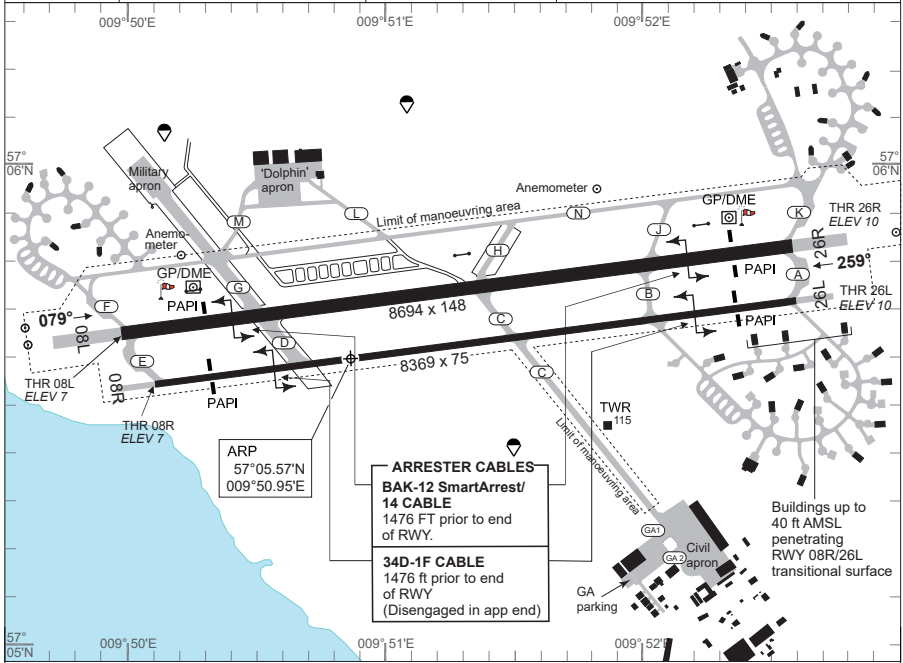 009°50'E
009°51'E
009°52'E
57°
06'N
57°
06'N
Military
apron
'Dolphin'
apron
Anemometer
GP/DME
M
L
Limit of manoeuvring area
N
K
THR 26R
ELEV 10
J
Anemo-
meter
H
26R
GP/DME
G
PAPI
A
259°
PAPI
B
THR 26L
ELEV 10
F
8694 x 148
26L
079°
C
PAPI
08L
D
8369 x 75
E
C
THR 08L
ELEV 7
08R
PAPI
TWR
115
THR 08R
ELEV 7
Limit of manoeuvring area
ARP
57°05.57'N
009°50.95'E
ARRESTER CABLES
BAK-12 SmartArrest/
14 CABLE
1476 FT prior to end
of RWY.
34D-1F CABLE
1476 ft prior to end
of RWY
(Disengaged in app end)
Buildings up to
40 ft AMSL
penetrating
RWY 08R/26L
transitional surface
GA1
GA 2
Civil
apron
GA
parking
57°
05'N
009°50'E
009°51'E
009°52'E